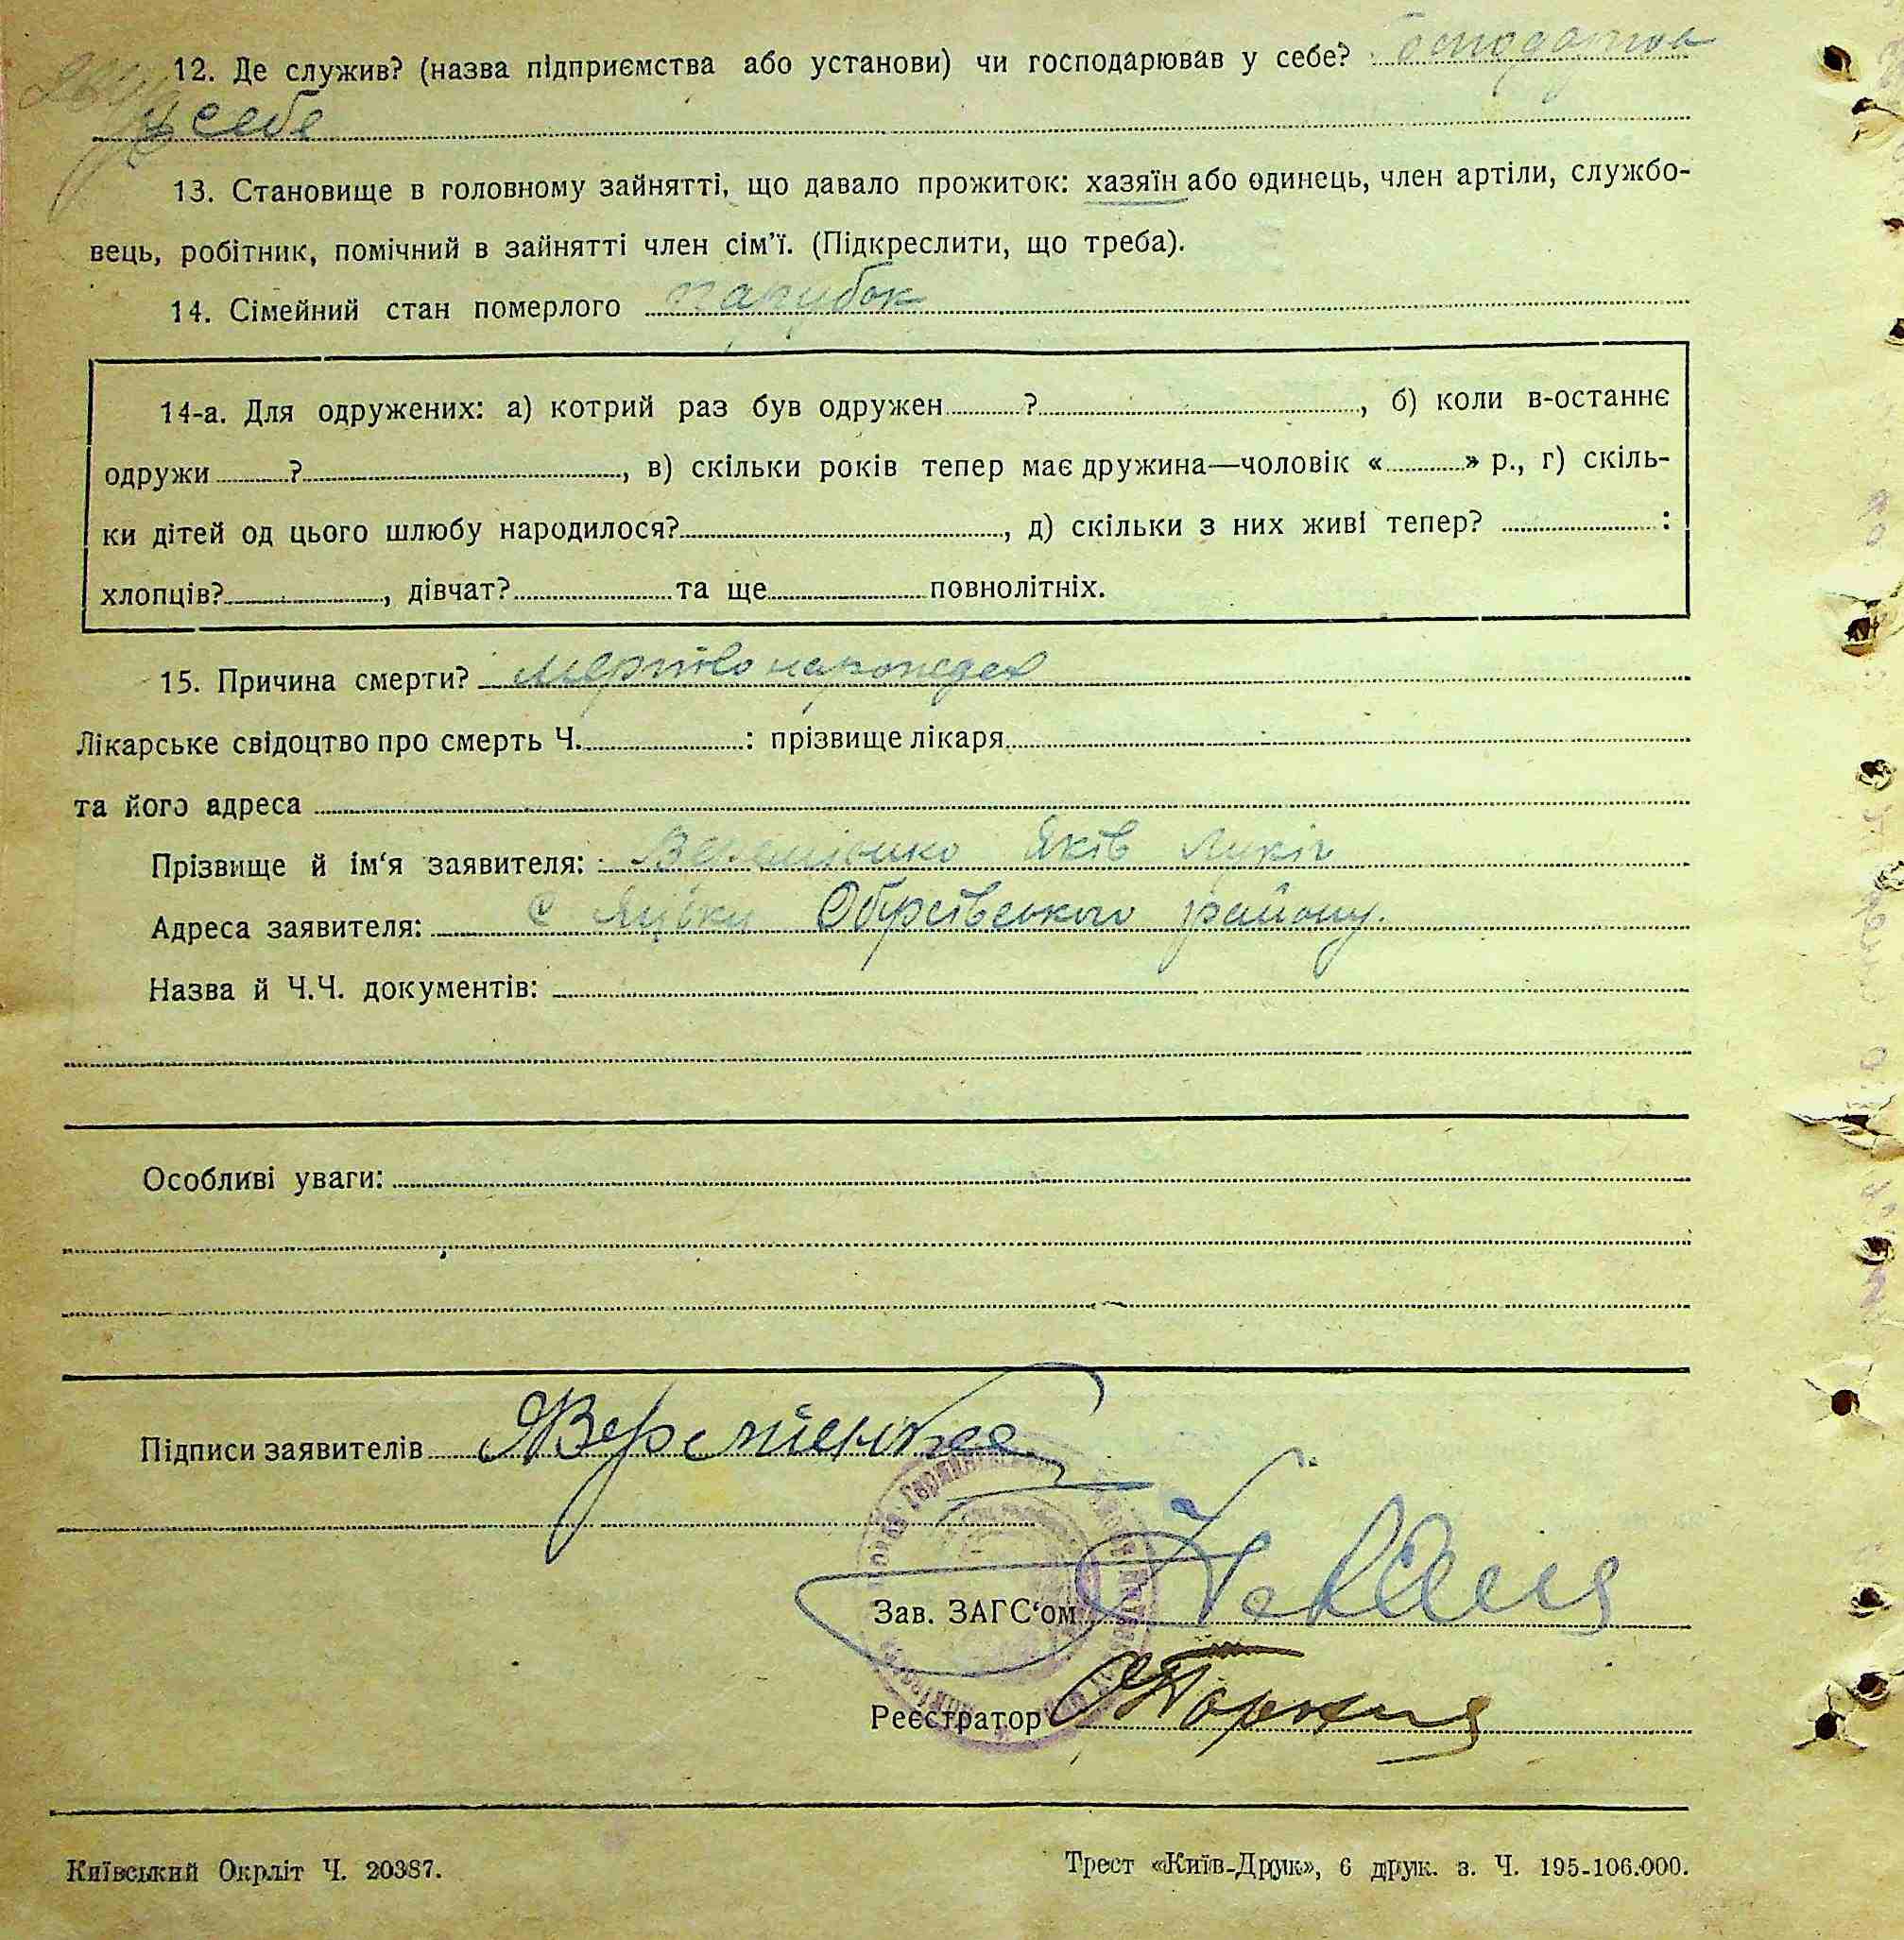 12. Де служив? (назва підприємства або установи) чи господарював у себе?
у себе
13. Становище в головному зайнятті, що давало прожиток: хазяїн або одинець, член артіли, службо-
вець, робітник, помічний в зайнятті член сім’ї. (Підкреслити, що треба).
14. Сімейний стан померлого парубок
14-а. Для одружених: а) котрий раз був одружен ? , б) коли в-останнє
одружи ? , в) скільки років тепер має дружина—чоловік « » р., г) скіль-
ки дітей од цього шлюбу народилося? , д) скільки з них живі тепер? :
хлопців? , дівчат? та ще повнолітніх.
15. Причина смерти?
Лікарське свідоцтво про смерть Ч. : прізвище лікаря
та його адреса
Прізвище й ім‘я заявителя: Яків
Адреса заявителя: с Яцівки району.
Назва й Ч.Ч. документів:
Особливі уваги:
Підписи заявителів
Зав. ЗАГС‘ом
Реєстратор
Київський Окрліт Ч. 20387.
Трест «Київ-Друк», 6 друк. з. Ч. 195-106.000.